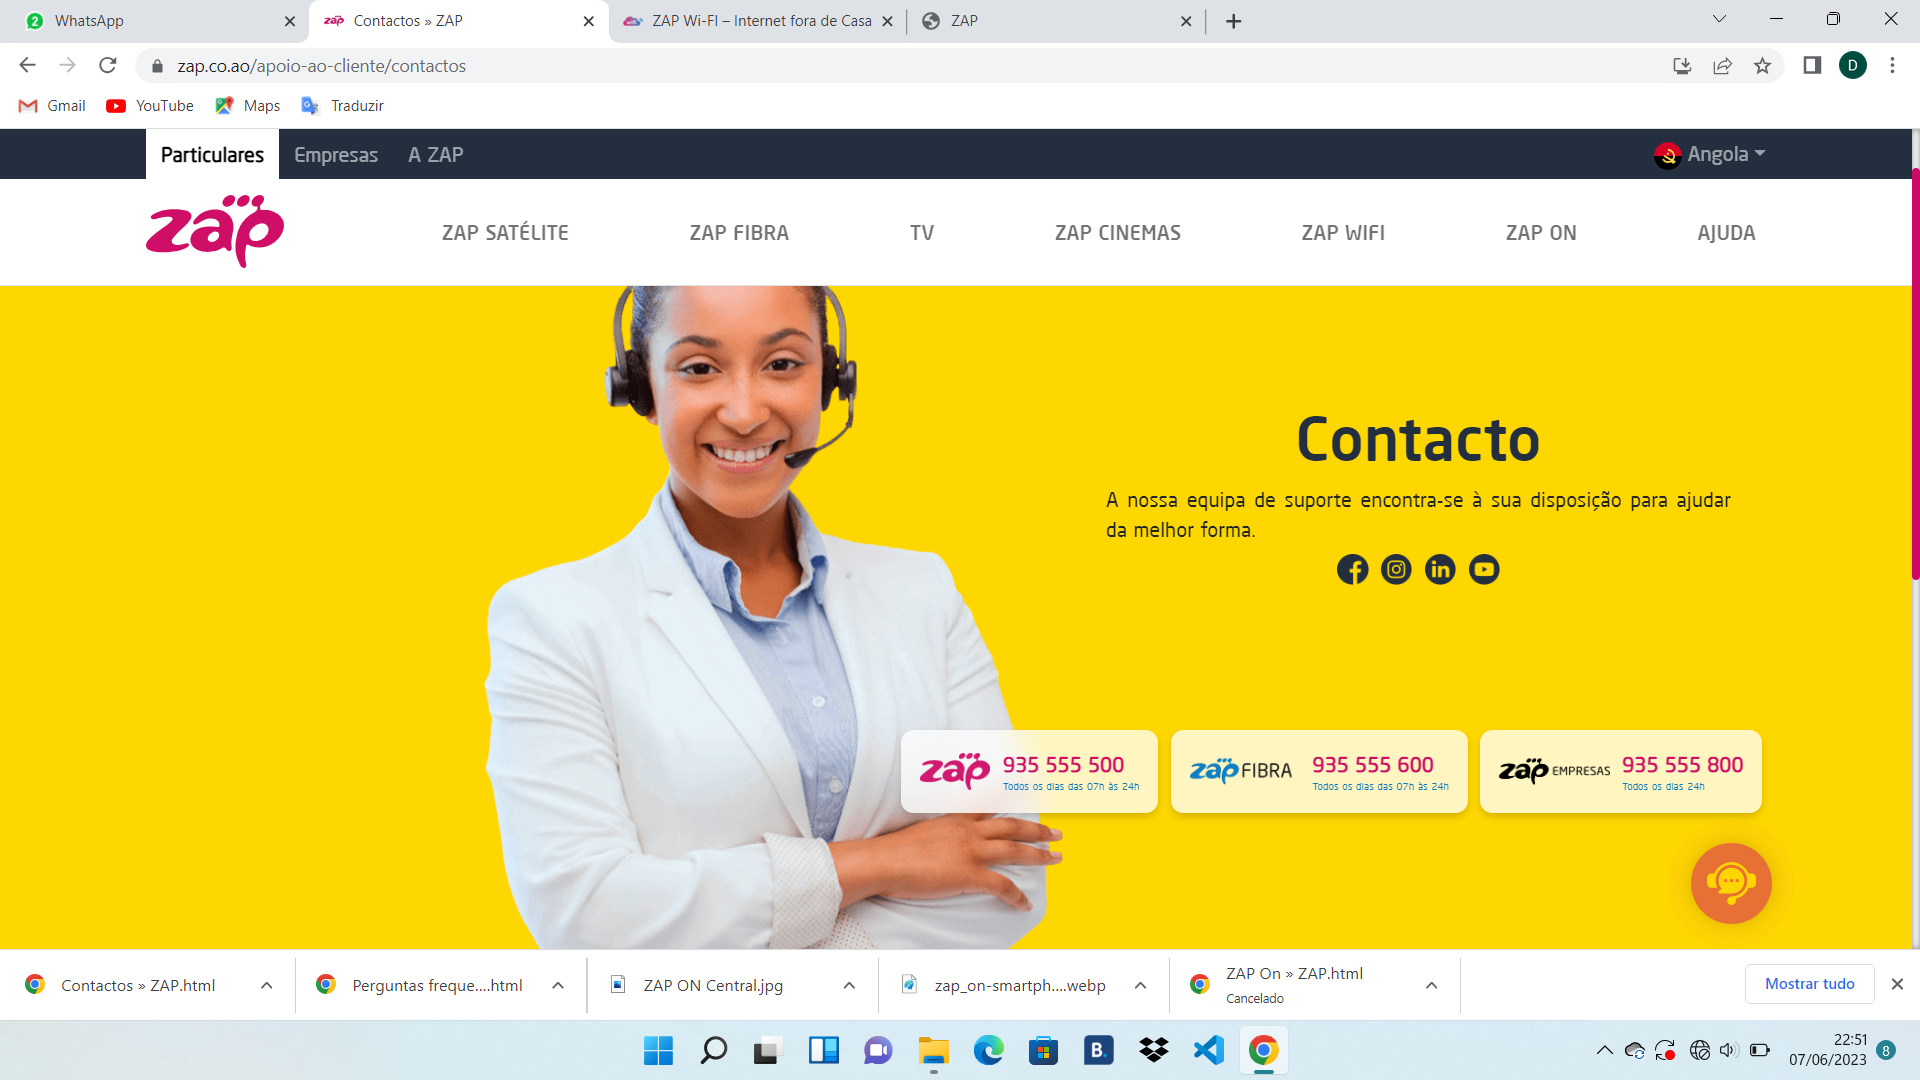 WhatsApp
Contactos » ZAP
ZAP Wi-FI – Internet fora de Casa
ZAP
zap.co.ao/apoio-ao-cliente/contactos
D
Gmail
YouTube
Maps
Traduzir
Particulares
Empresas
A ZAP
Angola
zap
ZAP SATÉLITE
ZAP FIBRA
TV
ZAP CINEMAS
ZAP WIFI
ZAP ON
AJUDA
Contacto
A nossa equipa de suporte encontra-se à sua disposição para ajudar
da melhor forma.
zap
935 555 500
Todos os dias das 07h às 24h
zap FIBRA
935 555 600
Todos os dias das 07h às 24h
zap EMPRESAS
935 555 800
Todos os dias 24h
Contactos » ZAP.html
Perguntas freque....html
ZAP ON Central.jpg
zap_on-smartph....webp
ZAP On » ZAP.html
Cancelado
Mostrar tudo
22:51
07/06/2023
8